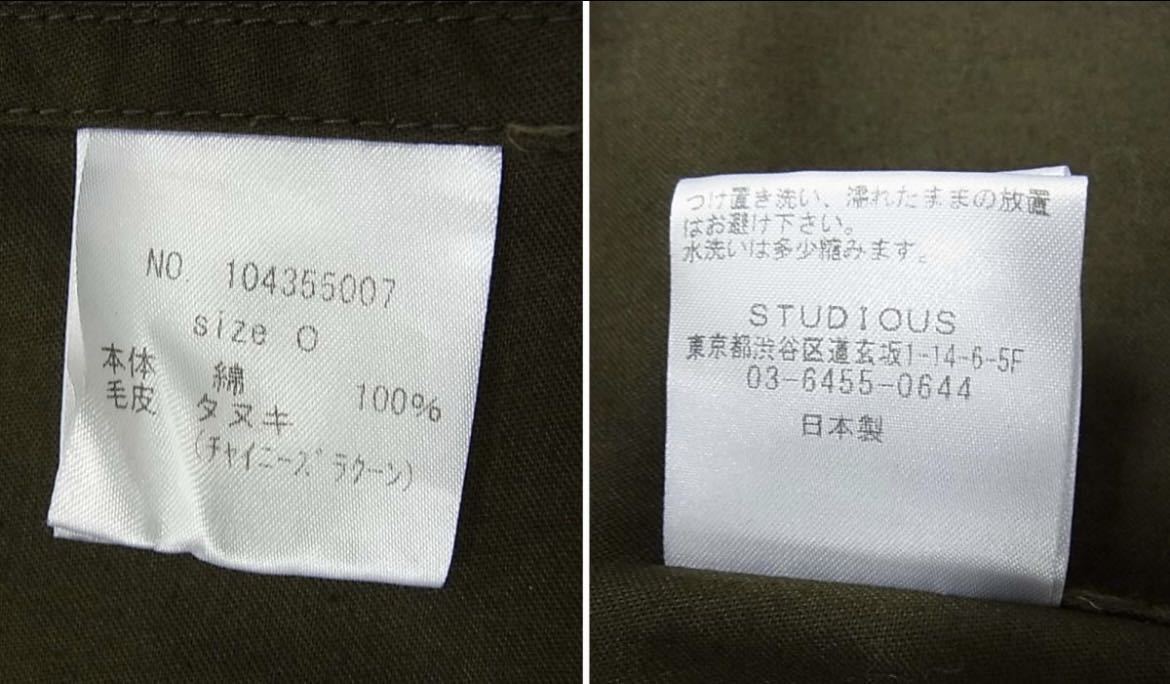 NO. 104355007
size 0
本体 綿 100%
毛皮 タヌキ
(チャイニーズラクーン)
つけ置き洗い、濡れたままの放置
はお避け下さい。
水洗いは多少縮みます。
STUDIOUS
東京都渋谷区道玄坂1-14-6-5F
03-6455-0644
日本製